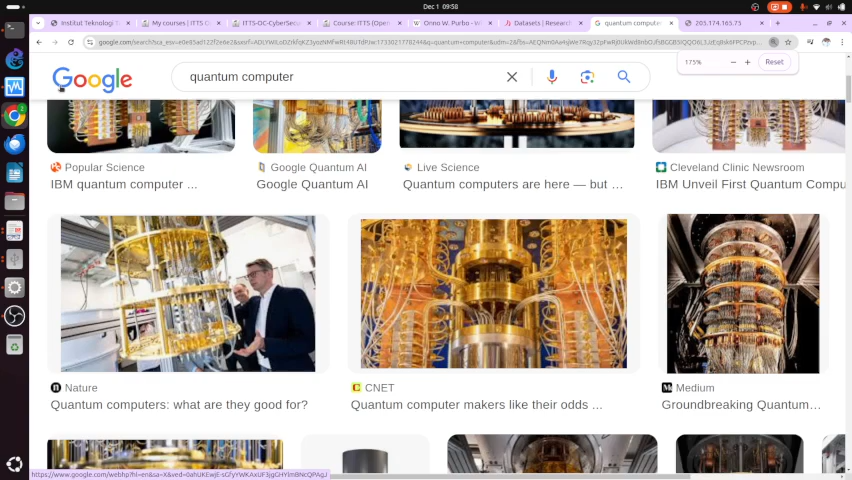 Dec 1 09:58
Institut Teknologi T
My courses | ITTS O
ITTS-OC-CyberSecu
Course: ITTS (Open
Onno W. Purbo - W
Datasets | Research
quantum computer
205.174.165.73
175%
Reset
Google
quantum computer
Popular Science
Google Quantum AI
Live Science
Cleveland Clinic Newsroom
IBM quantum computer ...
Google Quantum AI
Quantum computers are here — but ...
IBM Unveil First Quantum Compu
Nature
CNET
Medium
Quantum computers: what are they good for?
Quantum computer makers like their odds ...
Groundbreaking Quantum...